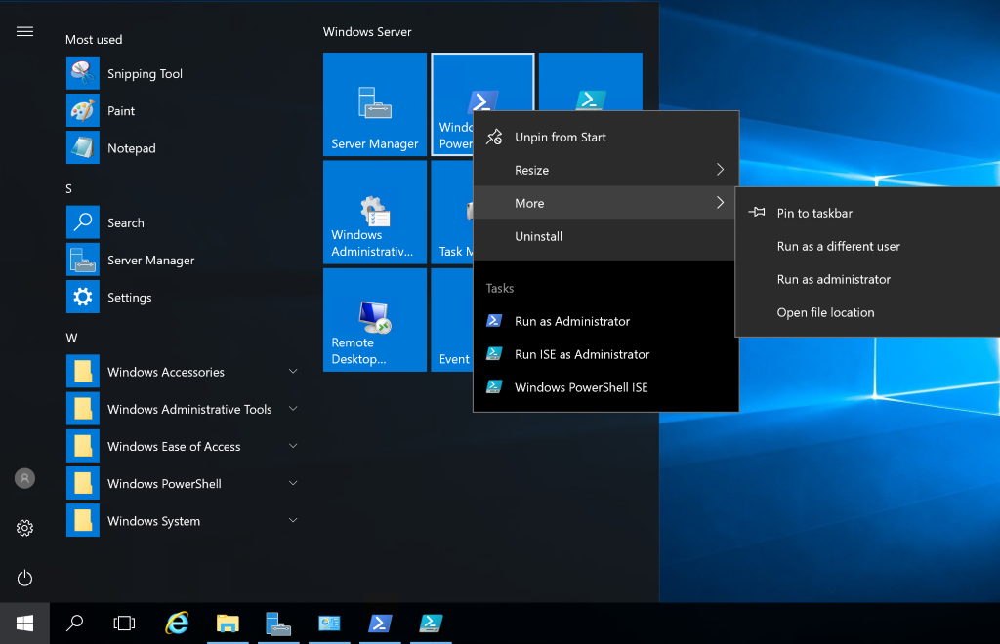 Most used
Snipping Tool
Paint
Notepad
S
Search
Server Manager
Settings
W
Windows Accessories
Windows Administrative Tools
Windows Ease of Access
Windows PowerShell
Windows System
Windows Server
Server Manager
Windows
Administrativ...
Task
Remote
Desktop...
Event
Unpin from Start
Resize
More
Uninstall
Tasks
Run as Administrator
Run ISE as Administrator
Windows PowerShell ISE
Pin to taskbar
Run as a different user
Run as administrator
Open file location